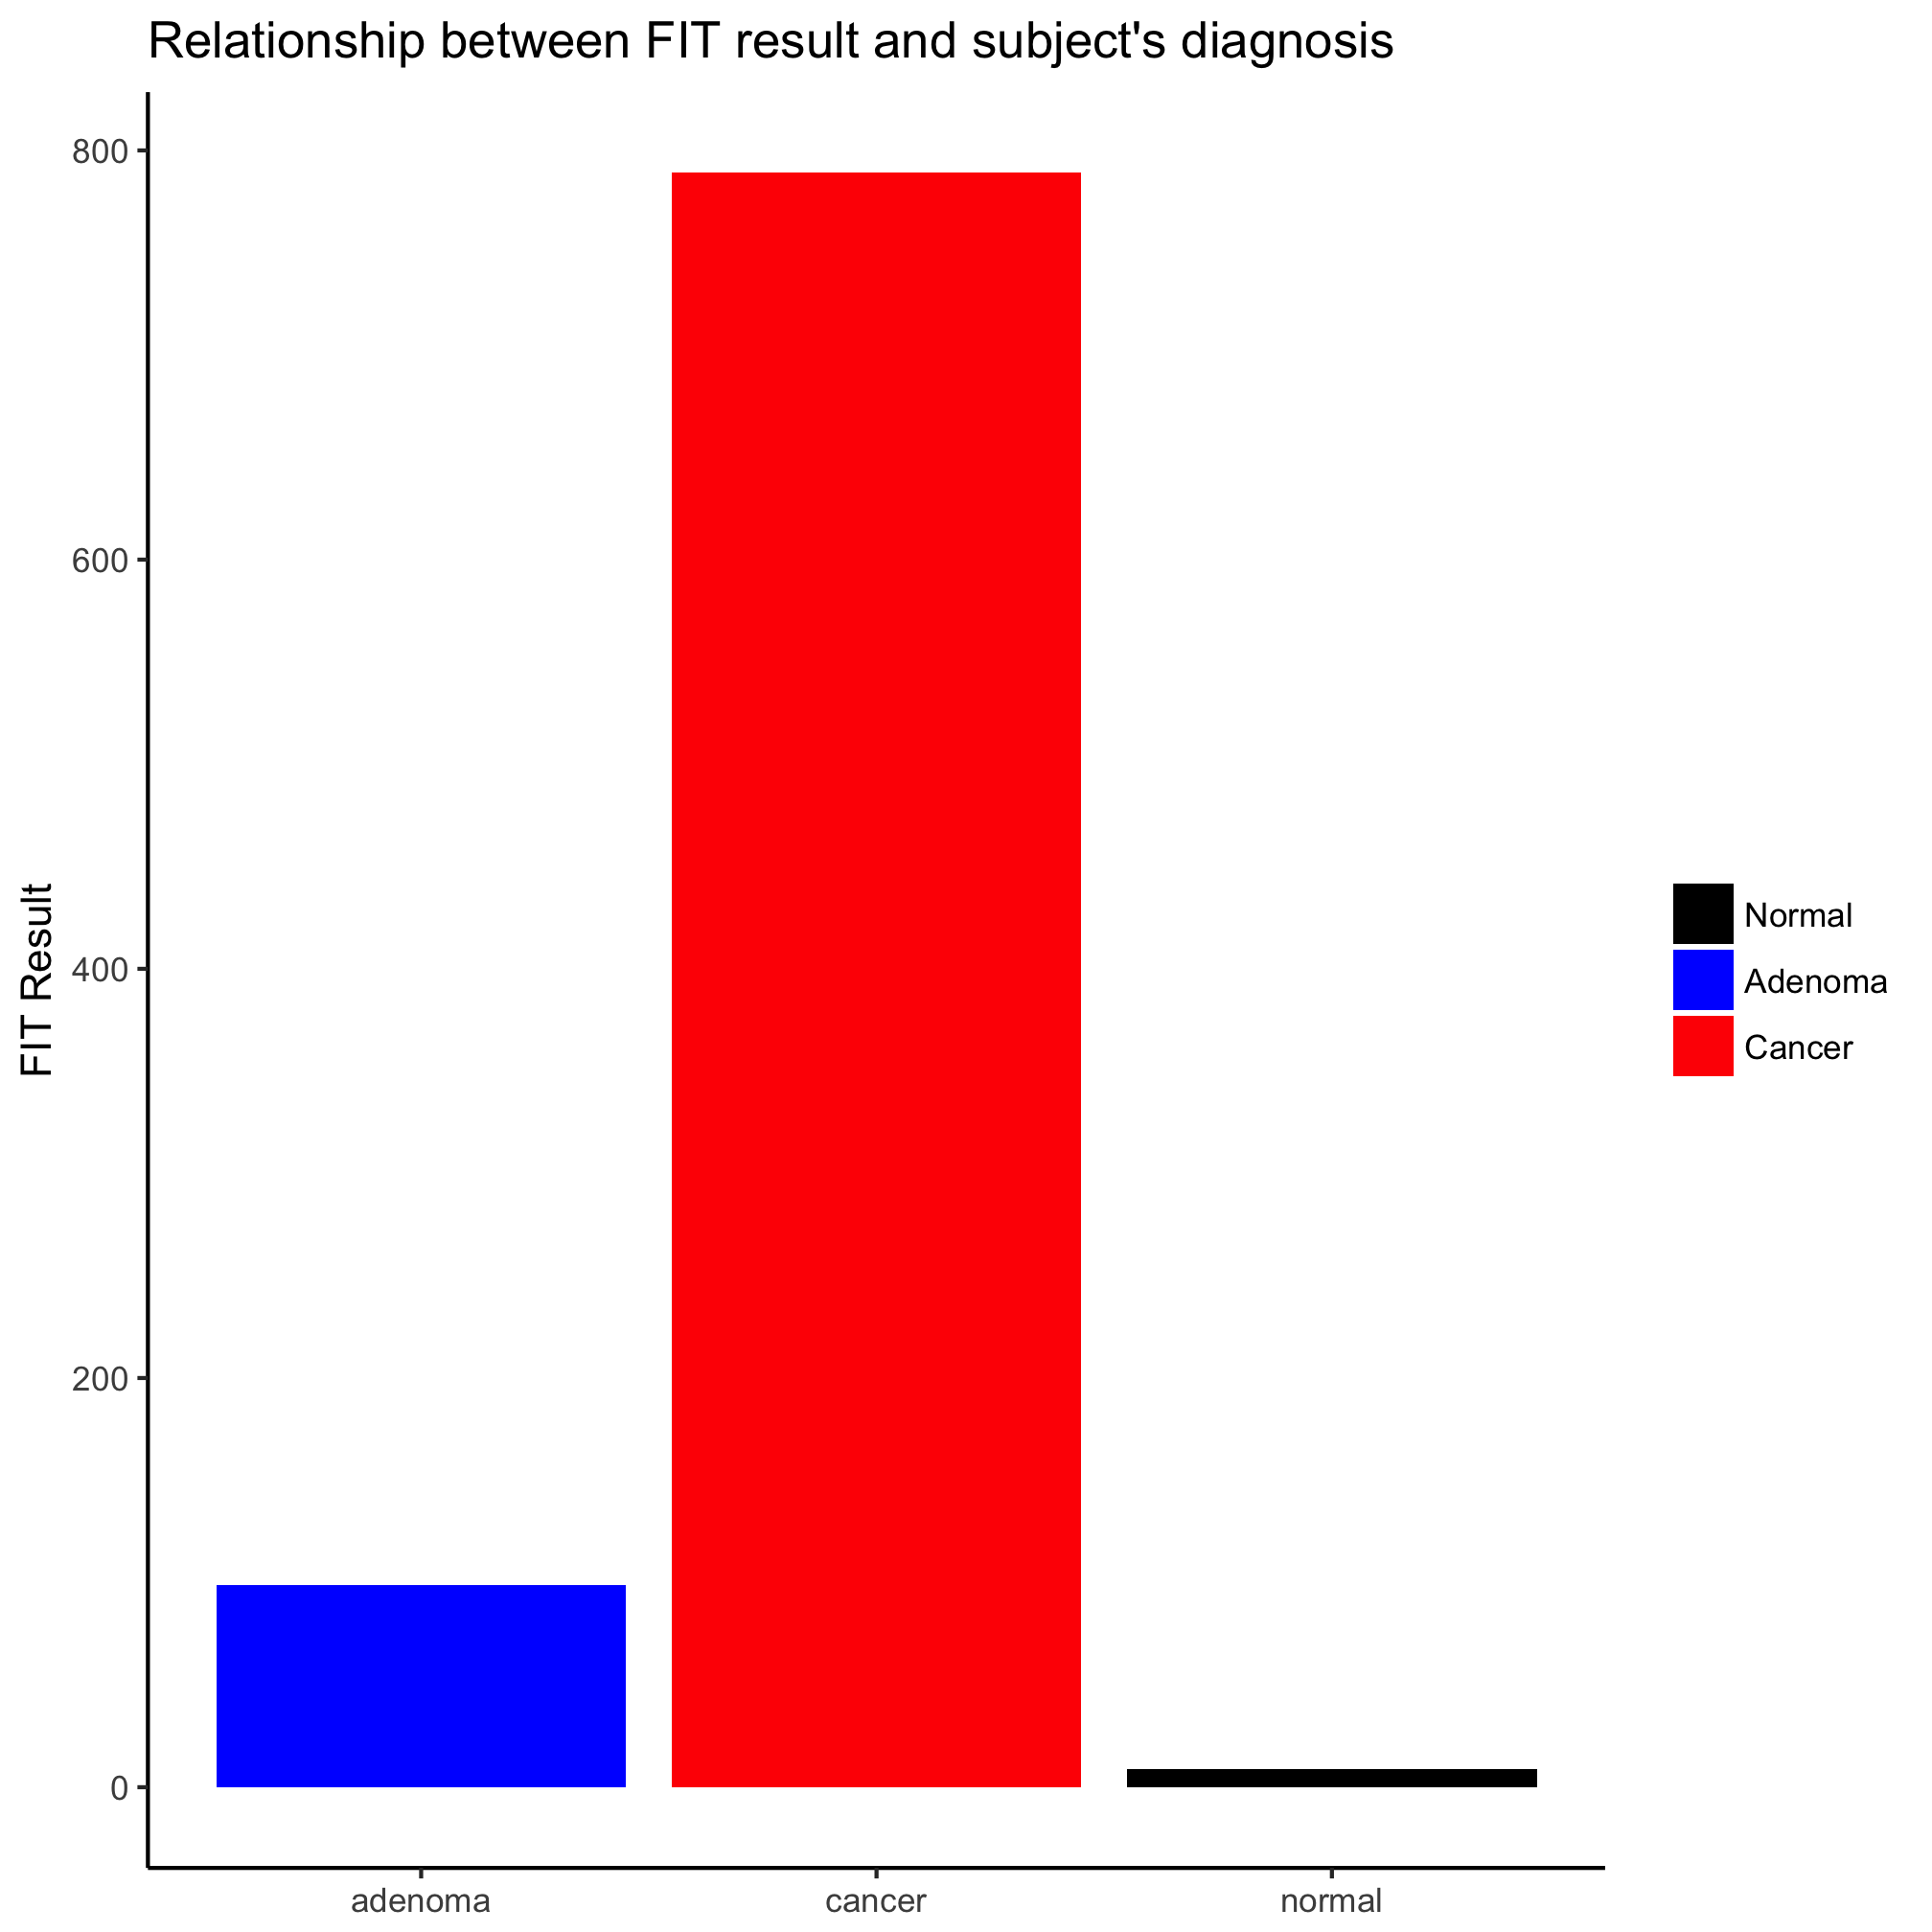 Relationship between FIT result and subject's diagnosis
800
600
400
200
0
FIT Result
adenoma
cancer
normal
Normal
Adenoma
Cancer